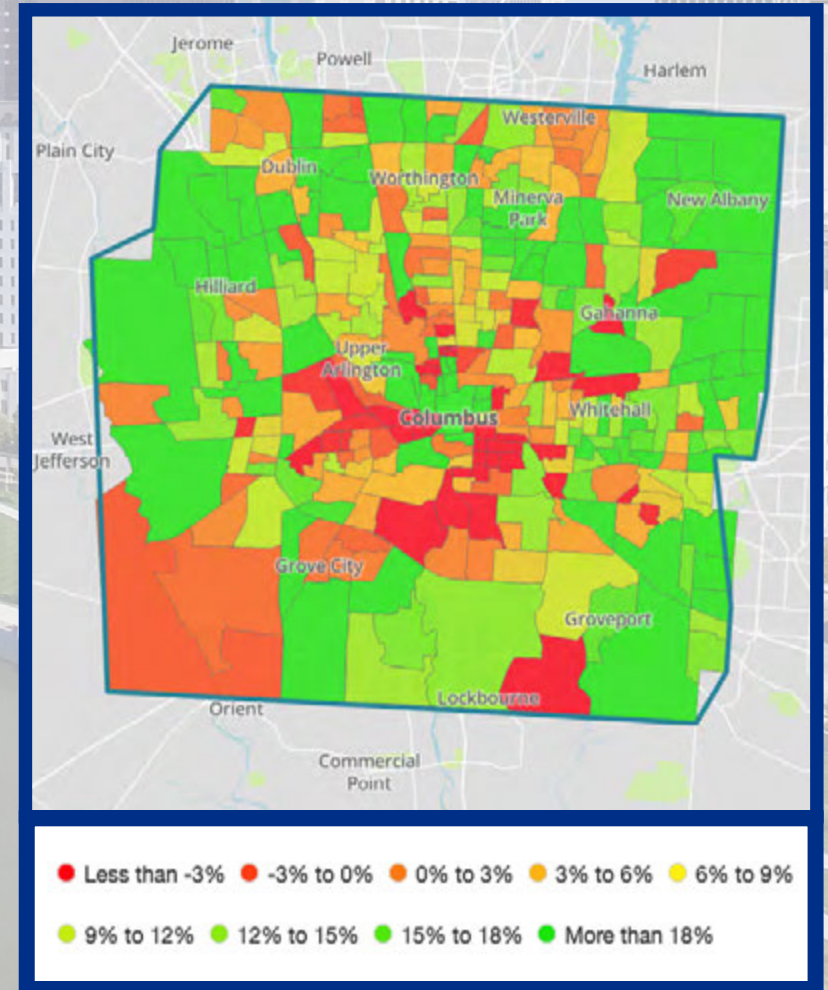 Jerome
Powell
Harlem
Westerville
Plain City
Dublin
Worthington
Minerva
Park
New Albany
Hilliard
Gahanna
Upper
Arlington
Columbus
Whitehall
West
Jefferson
Grove City
Groveport
Lockbourne
Orient
Commercial
Point
Less than -3%
-3% to 0%
0% to 3%
3% to 6%
6% to 9%
9% to 12%
12% to 15%
15% to 18%
More than 18%